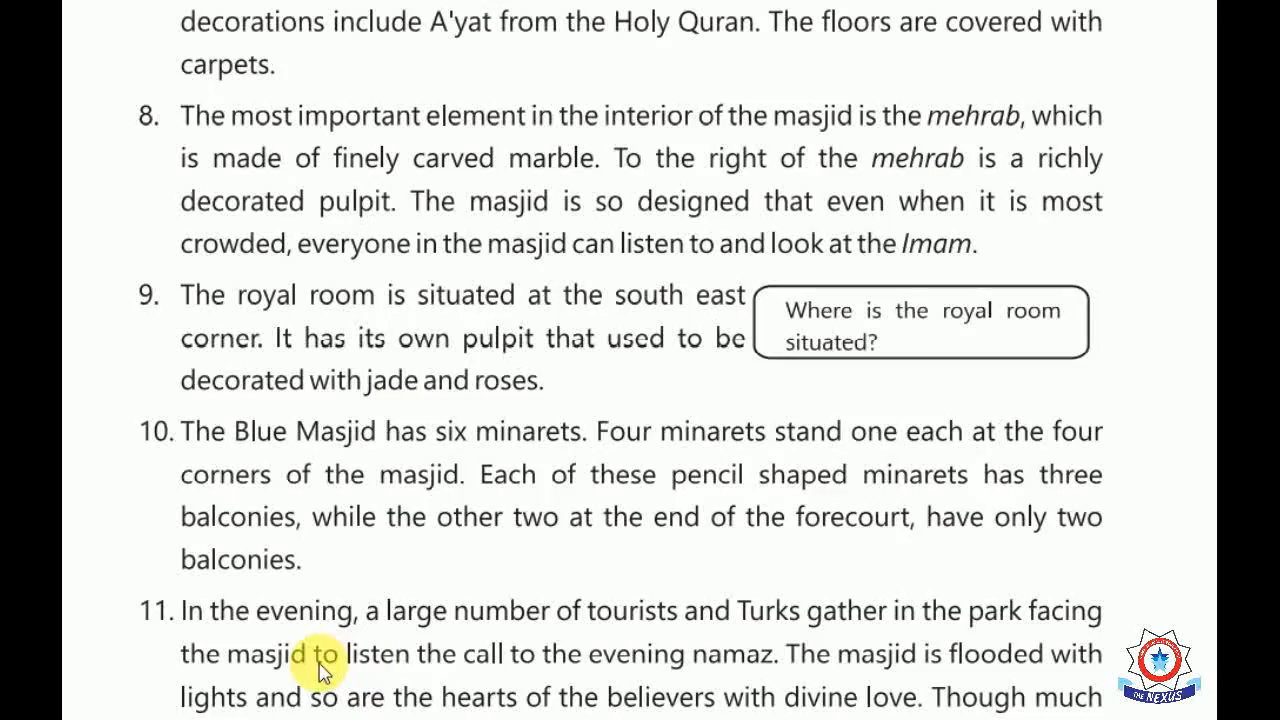 decorations include A'yat from the Holy Quran. The floors are covered with
carpets.
8. The most important element in the interior of the masjid is the mehrab, which
is made of finely carved marble. To the right of the mehrab is a richly
decorated pulpit. The masjid is so designed that even when it is most
crowded, everyone in the masjid can listen to and look at the Imam.
9. The royal room is situated at the south east
corner. It has its own pulpit that used to be
decorated with jade and roses.
Where is the royal room
situated?
10. The Blue Masjid has six minarets. Four minarets stand one each at the four
corners of the masjid. Each of these pencil shaped minarets has three
balconies, while the other two at the end of the forecourt, have only two
balconies.
11. In the evening, a large number of tourists and Turks gather in the park facing
the masjid to listen the call to the evening namaz. The masjid is flooded with
lights and so are the hearts of the believers with divine love. Though much
THE NEXUS